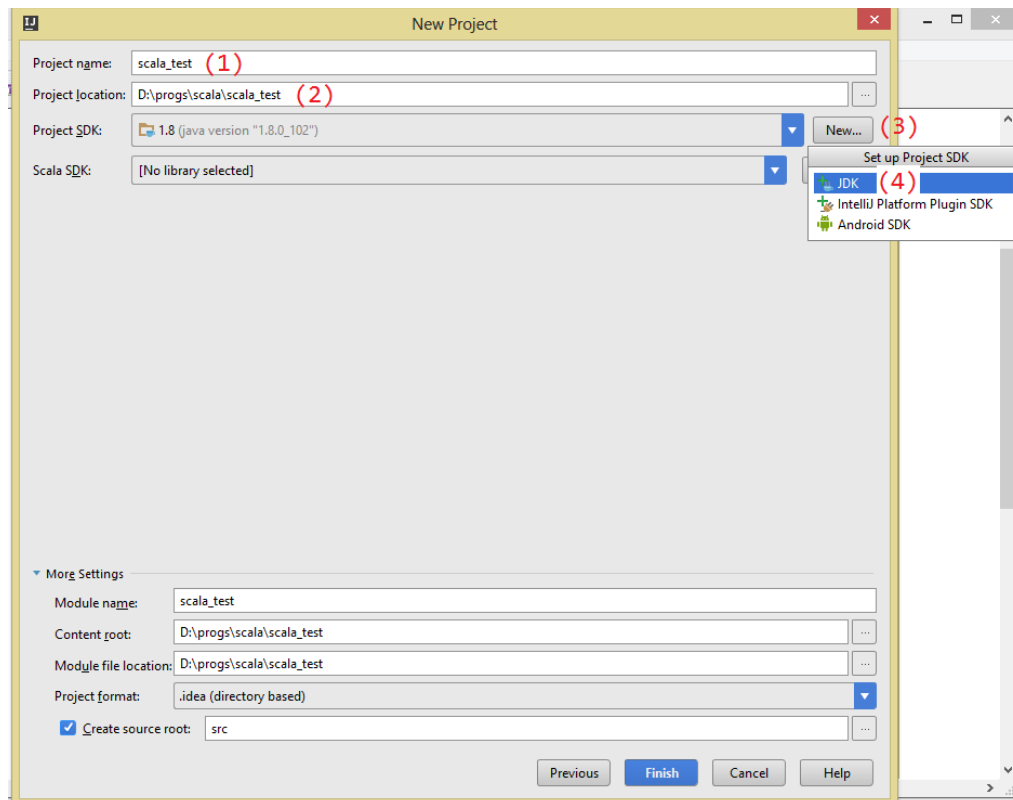 New Project
Project name: scala_test (1)
Project location: D:\progs\scala\scala_test (2) ...
Project SDK: 1.8 (java version "1.8.0_102") New... (3)
Set up Project SDK
Scala SDK: [No library selected]
JDK (4)
IntelliJ Platform Plugin SDK
Android SDK
More Settings
Module name: scala_test
Content root: D:\progs\scala\scala_test ...
Module file location: D:\progs\scala\scala_test ...
Project format: .idea (directory based)
Create source root: src ...
Previous Finish Cancel Help